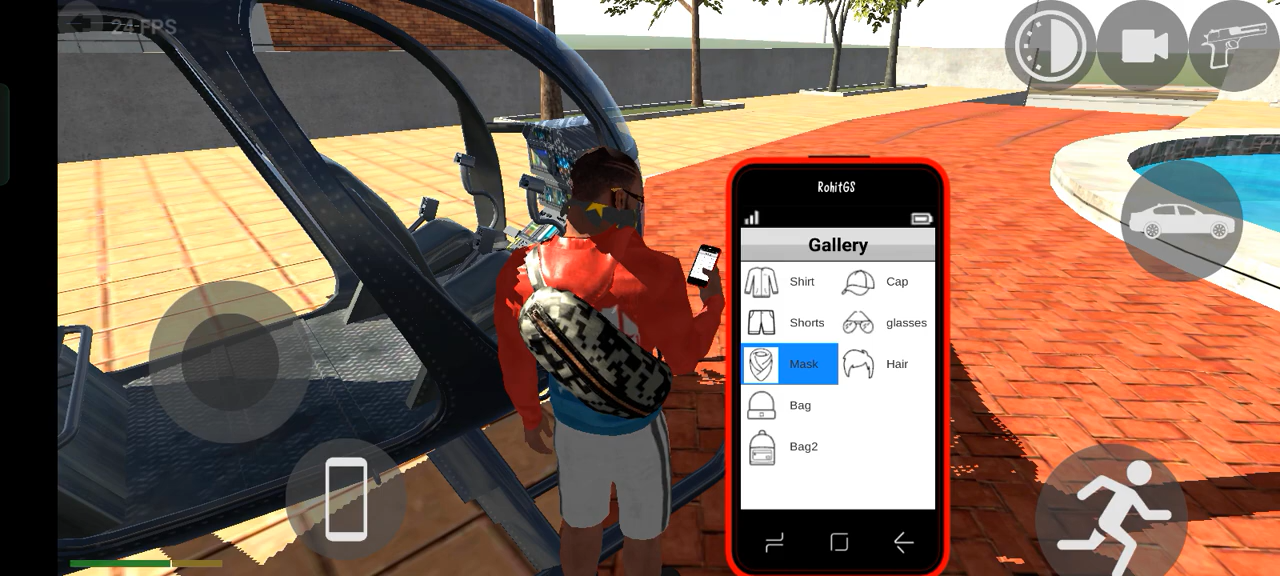 24 FPS
RohitGS
Gallery
Shirt Cap
Shorts glasses
Mask Hair
Bag
Bag2